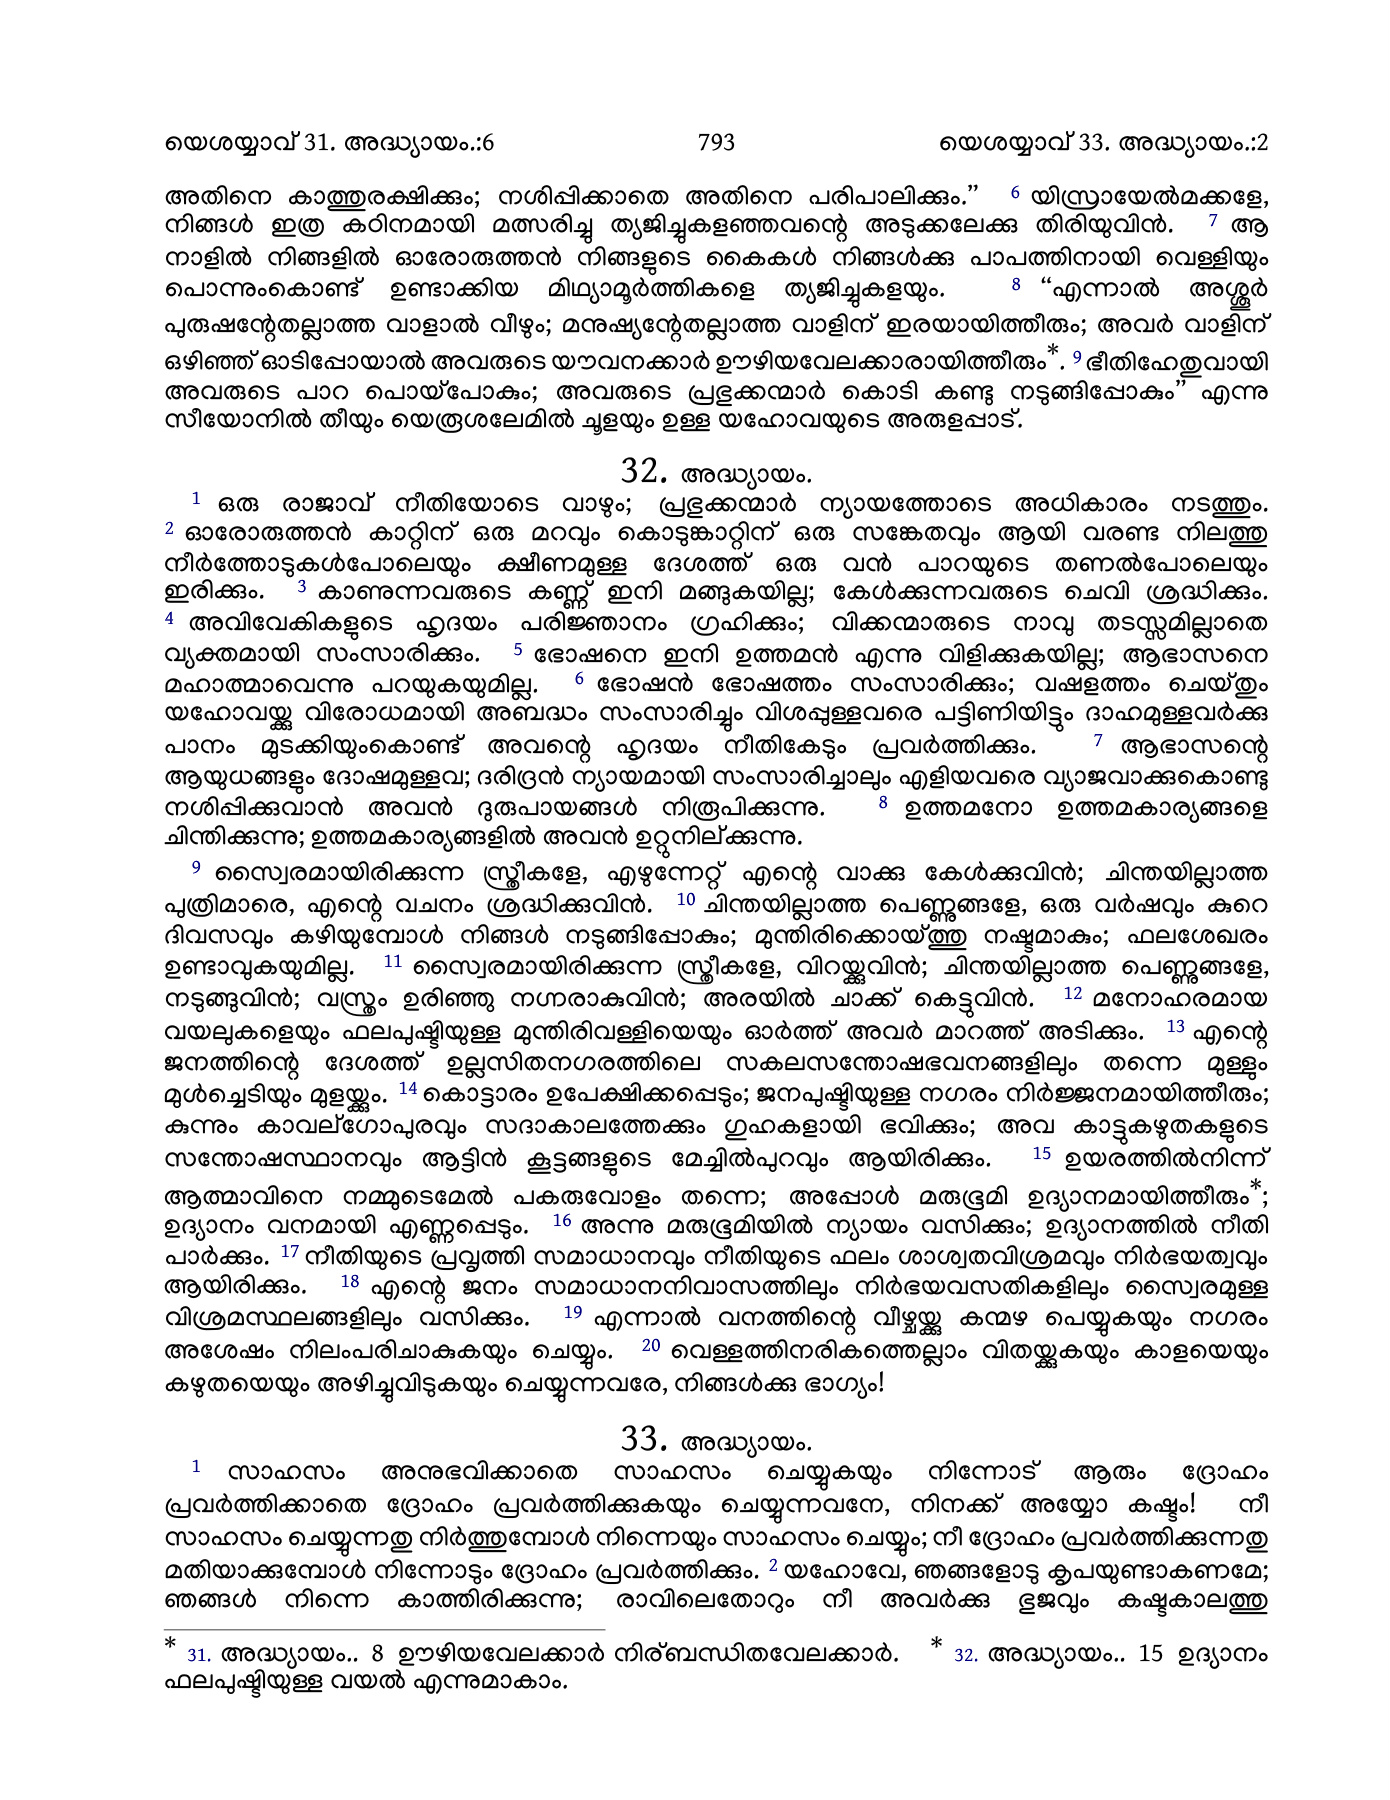 യെശയ്യാവ് 31. അദ്ധ്യായം.:6 793 യെശയ്യാവ് 33. അദ്ധ്യായം.:2
അതിനെ കാത്തുരക്ഷിക്കും; നശിപ്പിക്കാതെ അതിനെ പരിപാലിക്കും.” 6 യിസ്രായേൽമക്കളേ,
നിങ്ങൾ ഇത്ര കഠിനമായി മത്സരിച്ചു ത്യജിച്ചുകളഞ്ഞവന്റെ അടുക്കലേക്കു തിരിയുവിൻ. 7 ആ
നാളിൽ നിങ്ങളിൽ ഓരോരുത്തൻ നിങ്ങളുടെ കൈകൾ നിങ്ങൾക്കു പാപത്തിനായി വെള്ളിയും
പൊന്നുംകൊണ്ട് ഉണ്ടാക്കിയ മിഥ്യാമൂർത്തികളെ ത്യജിച്ചുകളയും. 8 “എന്നാൽ അശ്ശൂർ
പുരുഷന്റേതല്ലാത്ത വാളാൽ വീഴും; മനുഷ്യന്റേതല്ലാത്ത വാളിന് ഇരയായിത്തീരും; അവർ വാളിന്
ഒഴിഞ്ഞ് ഓടിപ്പോയാൽ അവരുടെ യൗവനക്കാർ ഊഴിയവേലക്കാരായിത്തീരും*. 9 ഭീതിഹേതുവായി
അവരുടെ പാറ പൊയ്പോകും; അവരുടെ പ്രഭുക്കന്മാർ കൊടി കണ്ടു നടുങ്ങിപ്പോകും” എന്നു
സീയോനിൽ തീയും യെരൂശലേമിൽ ചൂളയും ഉള്ള യഹോവയുടെ അരുളപ്പാട്.
32. അദ്ധ്യായം.
1 ഒരു രാജാവ് നീതിയോടെ വാഴും; പ്രഭുക്കന്മാർ ന്യായത്തോടെ അധികാരം നടത്തും.
2 ഓരോരുത്തൻ കാറ്റിന് ഒരു മറവും കൊടുങ്കാറ്റിന് ഒരു സങ്കേതവും ആയി വരണ്ട നിലത്തു
നീർത്തോടുകൾപോലെയും ക്ഷീണമുള്ള ദേശത്ത് ഒരു വൻ പാറയുടെ തണൽപോലെയും
ഇരിക്കും. 3 കാണുന്നവരുടെ കണ്ണ് ഇനി മങ്ങുകയില്ല; കേൾക്കുന്നവരുടെ ചെവി ശ്രദ്ധിക്കും.
4 അവിവേകികളുടെ ഹൃദയം പരിജ്ഞാനം ഗ്രഹിക്കും; വിക്കന്മാരുടെ നാവു തടസ്സമില്ലാതെ
വ്യക്തമായി സംസാരിക്കും. 5 ഭോഷനെ ഇനി ഉത്തമൻ എന്നു വിളിക്കുകയില്ല; ആഭാസനെ
മഹാത്മാവെന്നു പറയുകയുമില്ല. 6 ഭോഷൻ ഭോഷത്തം സംസാരിക്കും; വഷളത്തം ചെയ്തും
യഹോവയ്ക്കു വിരോധമായി അബദ്ധം സംസാരിച്ചും വിശപ്പുള്ളവരെ പട്ടിണിയിട്ടും ദാഹമുള്ളവർക്കു
പാനം മുടക്കിയുംകൊണ്ട് അവന്റെ ഹൃദയം നീതികേടും പ്രവർത്തിക്കും. 7 ആഭാസന്റെ
ആയുധങ്ങളും ദോഷമുള്ളവ; ദരിദ്രൻ ന്യായമായി സംസാരിച്ചാലും എളിയവരെ വ്യാജവാക്കുകൊണ്ടു
നശിപ്പിക്കുവാൻ അവൻ ദുരുപായങ്ങൾ നിരൂപിക്കുന്നു. 8 ഉത്തമനോ ഉത്തമകാര്യങ്ങളെ
ചിന്തിക്കുന്നു; ഉത്തമകാര്യങ്ങളിൽ അവൻ ഉറ്റുനില്ക്കുന്നു.
9 സ്വൈരമായിരിക്കുന്ന സ്ത്രീകളേ, എഴുന്നേറ്റ് എന്റെ വാക്കു കേൾക്കുവിൻ; ചിന്തയില്ലാത്ത
പുത്രിമാരെ, എന്റെ വചനം ശ്രദ്ധിക്കുവിൻ. 10 ചിന്തയില്ലാത്ത പെണ്ണുങ്ങളേ, ഒരു വർഷവും കുറെ
ദിവസവും കഴിയുമ്പോൾ നിങ്ങൾ നടുങ്ങിപ്പോകും; മുന്തിരിക്കൊയ്ത്തു നഷ്ടമാകും; ഫലശേഖരം
ഉണ്ടാവുകയുമില്ല. 11 സ്വൈരമായിരിക്കുന്ന സ്ത്രീകളേ, വിറയ്ക്കുവിൻ; ചിന്തയില്ലാത്ത പെണ്ണുങ്ങളേ,
നടുങ്ങുവിൻ; വസ്ത്രം ഉരിഞ്ഞു നഗ്നരാകുവിൻ; അരയിൽ ചാക്ക് കെട്ടുവിൻ. 12 മനോഹരമായ
വയലുകളെയും ഫലപുഷ്ടിയുള്ള മുന്തിരിവള്ളിയെയും ഓർത്ത് അവർ മാറത്ത് അടിക്കും. 13 എന്റെ
ജനത്തിന്റെ ദേശത്ത് ഉല്ലസിതനഗരത്തിലെ സകലസന്തോഷഭവനങ്ങളിലും തന്നെ മുള്ളും
മുൾച്ചെടിയും മുളയ്ക്കും. 14 കൊട്ടാരം ഉപേക്ഷിക്കപ്പെടും; ജനപുഷ്ടിയുള്ള നഗരം നിർജ്ജനമായിത്തീരും;
കുന്നും കാവല്ഗോപുരവും സദാകാലത്തേക്കും ഗുഹകളായി ഭവിക്കും; അവ കാട്ടുകഴുതകളുടെ
സന്തോഷസ്ഥാനവും ആട്ടിൻ കൂട്ടങ്ങളുടെ മേച്ചിൽപുറവും ആയിരിക്കും. 15 ഉയരത്തിൽനിന്ന്
ആത്മാവിനെ നമ്മുടെമേൽ പകരുവോളം തന്നെ; അപ്പോൾ മരുഭൂമി ഉദ്യാനമായിത്തീരും*;
ഉദ്യാനം വനമായി എണ്ണപ്പെടും. 16 അന്നു മരുഭൂമിയിൽ ന്യായം വസിക്കും; ഉദ്യാനത്തിൽ നീതി
പാർക്കും. 17 നീതിയുടെ പ്രവൃത്തി സമാധാനവും നീതിയുടെ ഫലം ശാശ്വതവിശ്രമവും നിർഭയത്വവും
ആയിരിക്കും. 18 എന്റെ ജനം സമാധാനനിവാസത്തിലും നിർഭയവസതികളിലും സ്വൈരമുള്ള
വിശ്രമസ്ഥലങ്ങളിലും വസിക്കും. 19 എന്നാൽ വനത്തിന്റെ വീഴ്ചയ്ക്കു കന്മഴ പെയ്യുകയും നഗരം
അശേഷം നിലംപരിചാകുകയും ചെയ്യും. 20 വെള്ളത്തിനരികത്തെല്ലാം വിതയ്ക്കുകയും കാളയെയും
കഴുതയെയും അഴിച്ചുവിടുകയും ചെയ്യുന്നവരേ, നിങ്ങൾക്കു ഭാഗ്യം!
33. അദ്ധ്യായം.
1 സാഹസം അനുഭവിക്കാതെ സാഹസം ചെയ്യുകയും നിന്നോട് ആരും ദ്രോഹം
പ്രവർത്തിക്കാതെ ദ്രോഹം പ്രവർത്തിക്കുകയും ചെയ്യുന്നവനേ, നിനക്ക് അയ്യോ കഷ്ടം! നീ
സാഹസം ചെയ്യുന്നതു നിർത്തുമ്പോൾ നിന്നെയും സാഹസം ചെയ്യും; നീ ദ്രോഹം പ്രവർത്തിക്കുന്നതു
മതിയാക്കുമ്പോൾ നിന്നോടും ദ്രോഹം പ്രവർത്തിക്കും. 2 യഹോവേ, ഞങ്ങളോടു കൃപയുണ്ടാകണമേ;
ഞങ്ങൾ നിന്നെ കാത്തിരിക്കുന്നു; രാവിലെതോറും നീ അവർക്കു ഭുജവും കഷ്ടകാലത്തു
* 31. അദ്ധ്യായം.. 8 ഊഴിയവേലക്കാർ നിര്ബന്ധിതവേലക്കാർ. * 32. അദ്ധ്യായം.. 15 ഉദ്യാനം
ഫലപുഷ്ടിയുള്ള വയൽ എന്നുമാകാം.